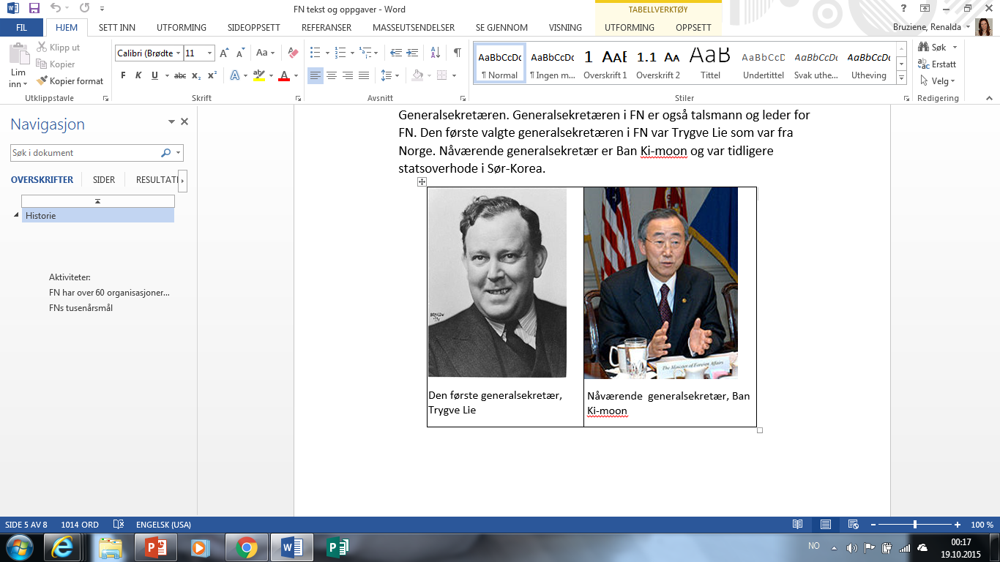 FN tekst og oppgaver - Word
TABELLVERKTØY
FIL HJEM SETT INN UTFORMING SIDEOPPSETT REFERANSER MASSEUTSENDELSER SE GJENNOM VISNING UTFORMING OPPSETT
Bruziene, Renalda
Lim inn
Klipp ut
Kopier
Kopier format
Utklippstavle
Calibri (Brødte 11
F K U abc x₂ x²
Skrift
Avsnitt
AaBbCcDc AaBbCcDc 1 AAE 1.1 AA AaB AaBbCcD AaBbCcDc AaBbCcDc
¶ Normal ¶ Ingen m... Overskrift 1 Overskrift 2 Tittel Undertittel Svak uthe... Utheving
Stiler
Søk
Erstatt
Velg
Redigering
Navigasjon
Søk i dokument
OVERSKRIFTER SIDER RESULTATI
Historie
Aktiviteter:
FN har over 60 organisasjoner...
FNs tusenårsmål
Generalsekretæren. Generalsekretæren i FN er også talsmann og leder for
FN. Den første valgte generalsekretæren i FN var Trygve Lie som var fra
Norge. Nåværende generalsekretær er Ban Ki-moon og var tidligere
statsoverhode i Sør-Korea.
The Minister of Foreign Affairs
Den første generalsekretær,
Trygve Lie
Nåværende  generalsekretær, Ban
Ki-moon
SIDE 5 AV 8 1014 ORD ENGELSK (USA)
100 %
NO
00:17
19.10.2015